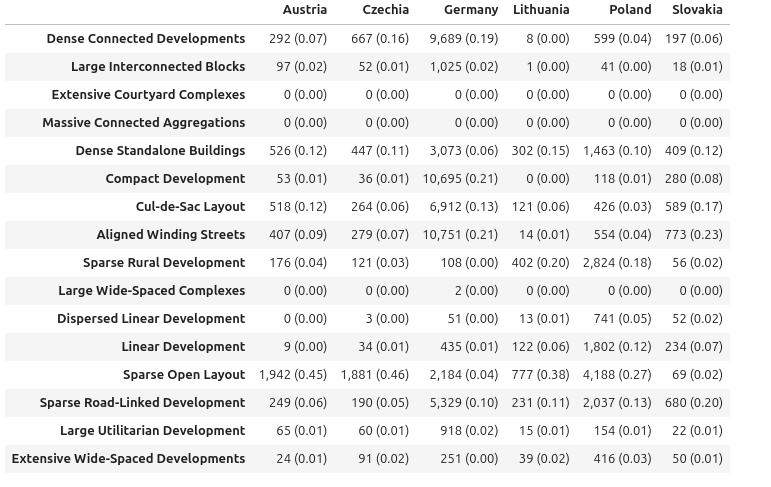 Austria Czechia Germany Lithuania Poland Slovakia
Dense Connected Developments 292 (0.07) 667 (0.16) 9,689 (0.19) 8 (0.00) 599 (0.04) 197 (0.06)
Large Interconnected Blocks 97 (0.02) 52 (0.01) 1,025 (0.02) 1 (0.00) 41 (0.00) 18 (0.01)
Extensive Courtyard Complexes 0 (0.00) 0 (0.00) 0 (0.00) 0 (0.00) 0 (0.00) 0 (0.00)
Massive Connected Aggregations 0 (0.00) 0 (0.00) 0 (0.00) 0 (0.00) 0 (0.00) 0 (0.00)
Dense Standalone Buildings 526 (0.12) 447 (0.11) 3,073 (0.06) 302 (0.15) 1,463 (0.10) 409 (0.12)
Compact Development 53 (0.01) 36 (0.01) 10,695 (0.21) 0 (0.00) 118 (0.01) 280 (0.08)
Cul-de-Sac Layout 518 (0.12) 264 (0.06) 6,912 (0.13) 121 (0.06) 426 (0.03) 589 (0.17)
Aligned Winding Streets 407 (0.09) 279 (0.07) 10,751 (0.21) 14 (0.01) 554 (0.04) 773 (0.23)
Sparse Rural Development 176 (0.04) 121 (0.03) 108 (0.00) 402 (0.20) 2,824 (0.18) 56 (0.02)
Large Wide-Spaced Complexes 0 (0.00) 0 (0.00) 2 (0.00) 0 (0.00) 0 (0.00) 0 (0.00)
Dispersed Linear Development 0 (0.00) 3 (0.00) 51 (0.00) 13 (0.01) 741 (0.05) 52 (0.02)
Linear Development 9 (0.00) 34 (0.01) 435 (0.01) 122 (0.06) 1,802 (0.12) 234 (0.07)
Sparse Open Layout 1,942 (0.45) 1,881 (0.46) 2,184 (0.04) 777 (0.38) 4,188 (0.27) 69 (0.02)
Sparse Road-Linked Development 249 (0.06) 190 (0.05) 5,329 (0.10) 231 (0.11) 2,037 (0.13) 680 (0.20)
Large Utilitarian Development 65 (0.01) 60 (0.01) 918 (0.02) 15 (0.01) 154 (0.01) 22 (0.01)
Extensive Wide-Spaced Developments 24 (0.01) 91 (0.02) 251 (0.00) 39 (0.02) 416 (0.03) 50 (0.01)